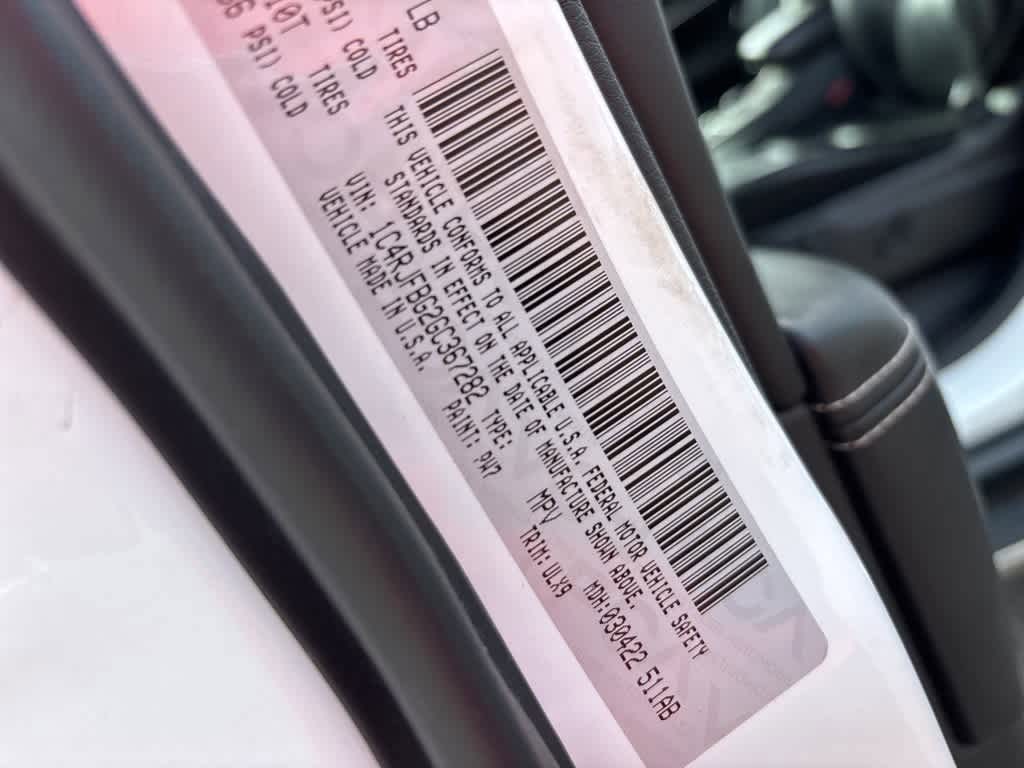 LB
TIRES
PSI) COLD
10T
TIRES
PSI) COLD
THIS VEHICLE CONFORMS TO ALL APPLICABLE U.S.A. FEDERAL MOTOR VEHICLE SAFETY
STANDARDS IN EFFECT ON THE DATE OF MANUFACTURE SHOWN ABOVE.
VIN: 1C4RJFBG2GC367282 TYPE: MPV MDH:030422 511AB
VEHICLE MADE IN U.S.A. PAINT: PW7 TRIM: ULX9